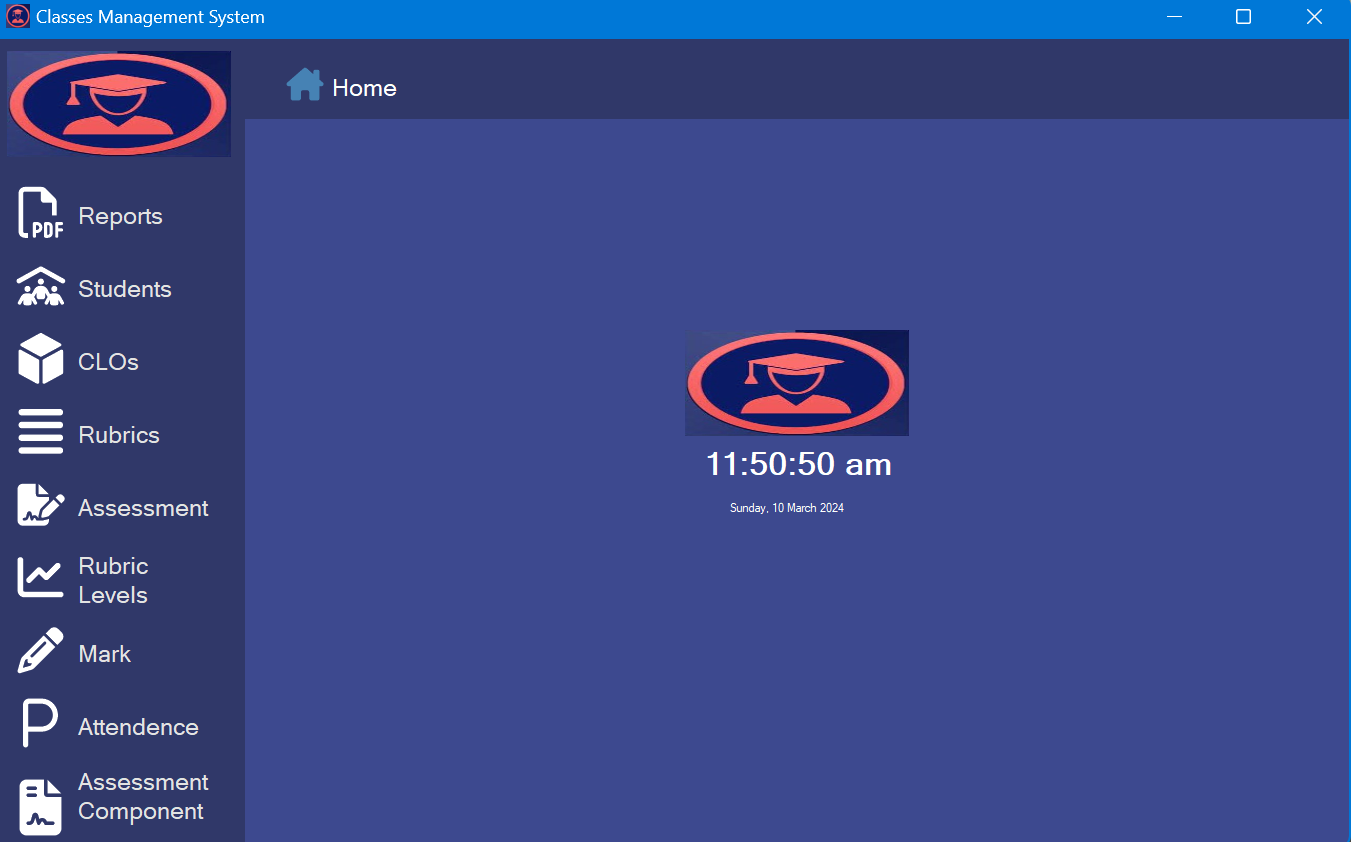 Classes Management System
Home
PDF
Reports
Students
CLOs
Rubrics
Assessment
Rubric
Levels
Mark
P
Attendence
Assessment
Component
11:50:50 am
Sunday, 10 March 2024